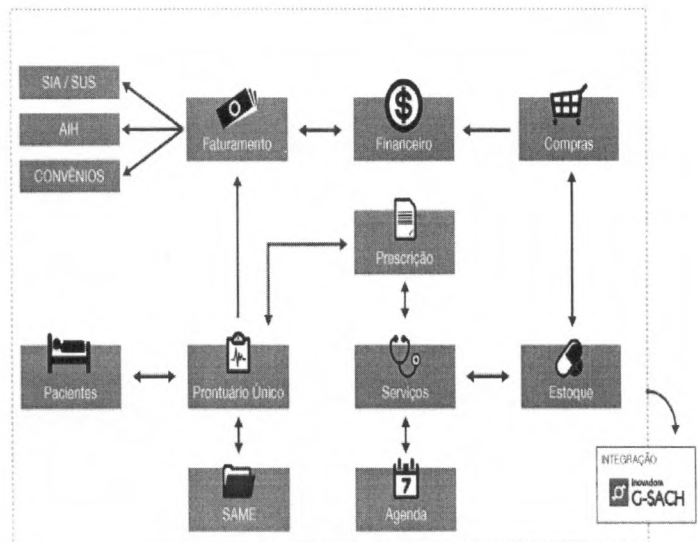 SIA / SUS
AIH
CONVÊNIOS
Faturamento
$
Financeiro
Compras
Prescrição
Pacientes
Prontuário Único
Serviços
Estoque
SAME
7
Agenda
INTEGRAÇÃO
inovadora
G-SACH